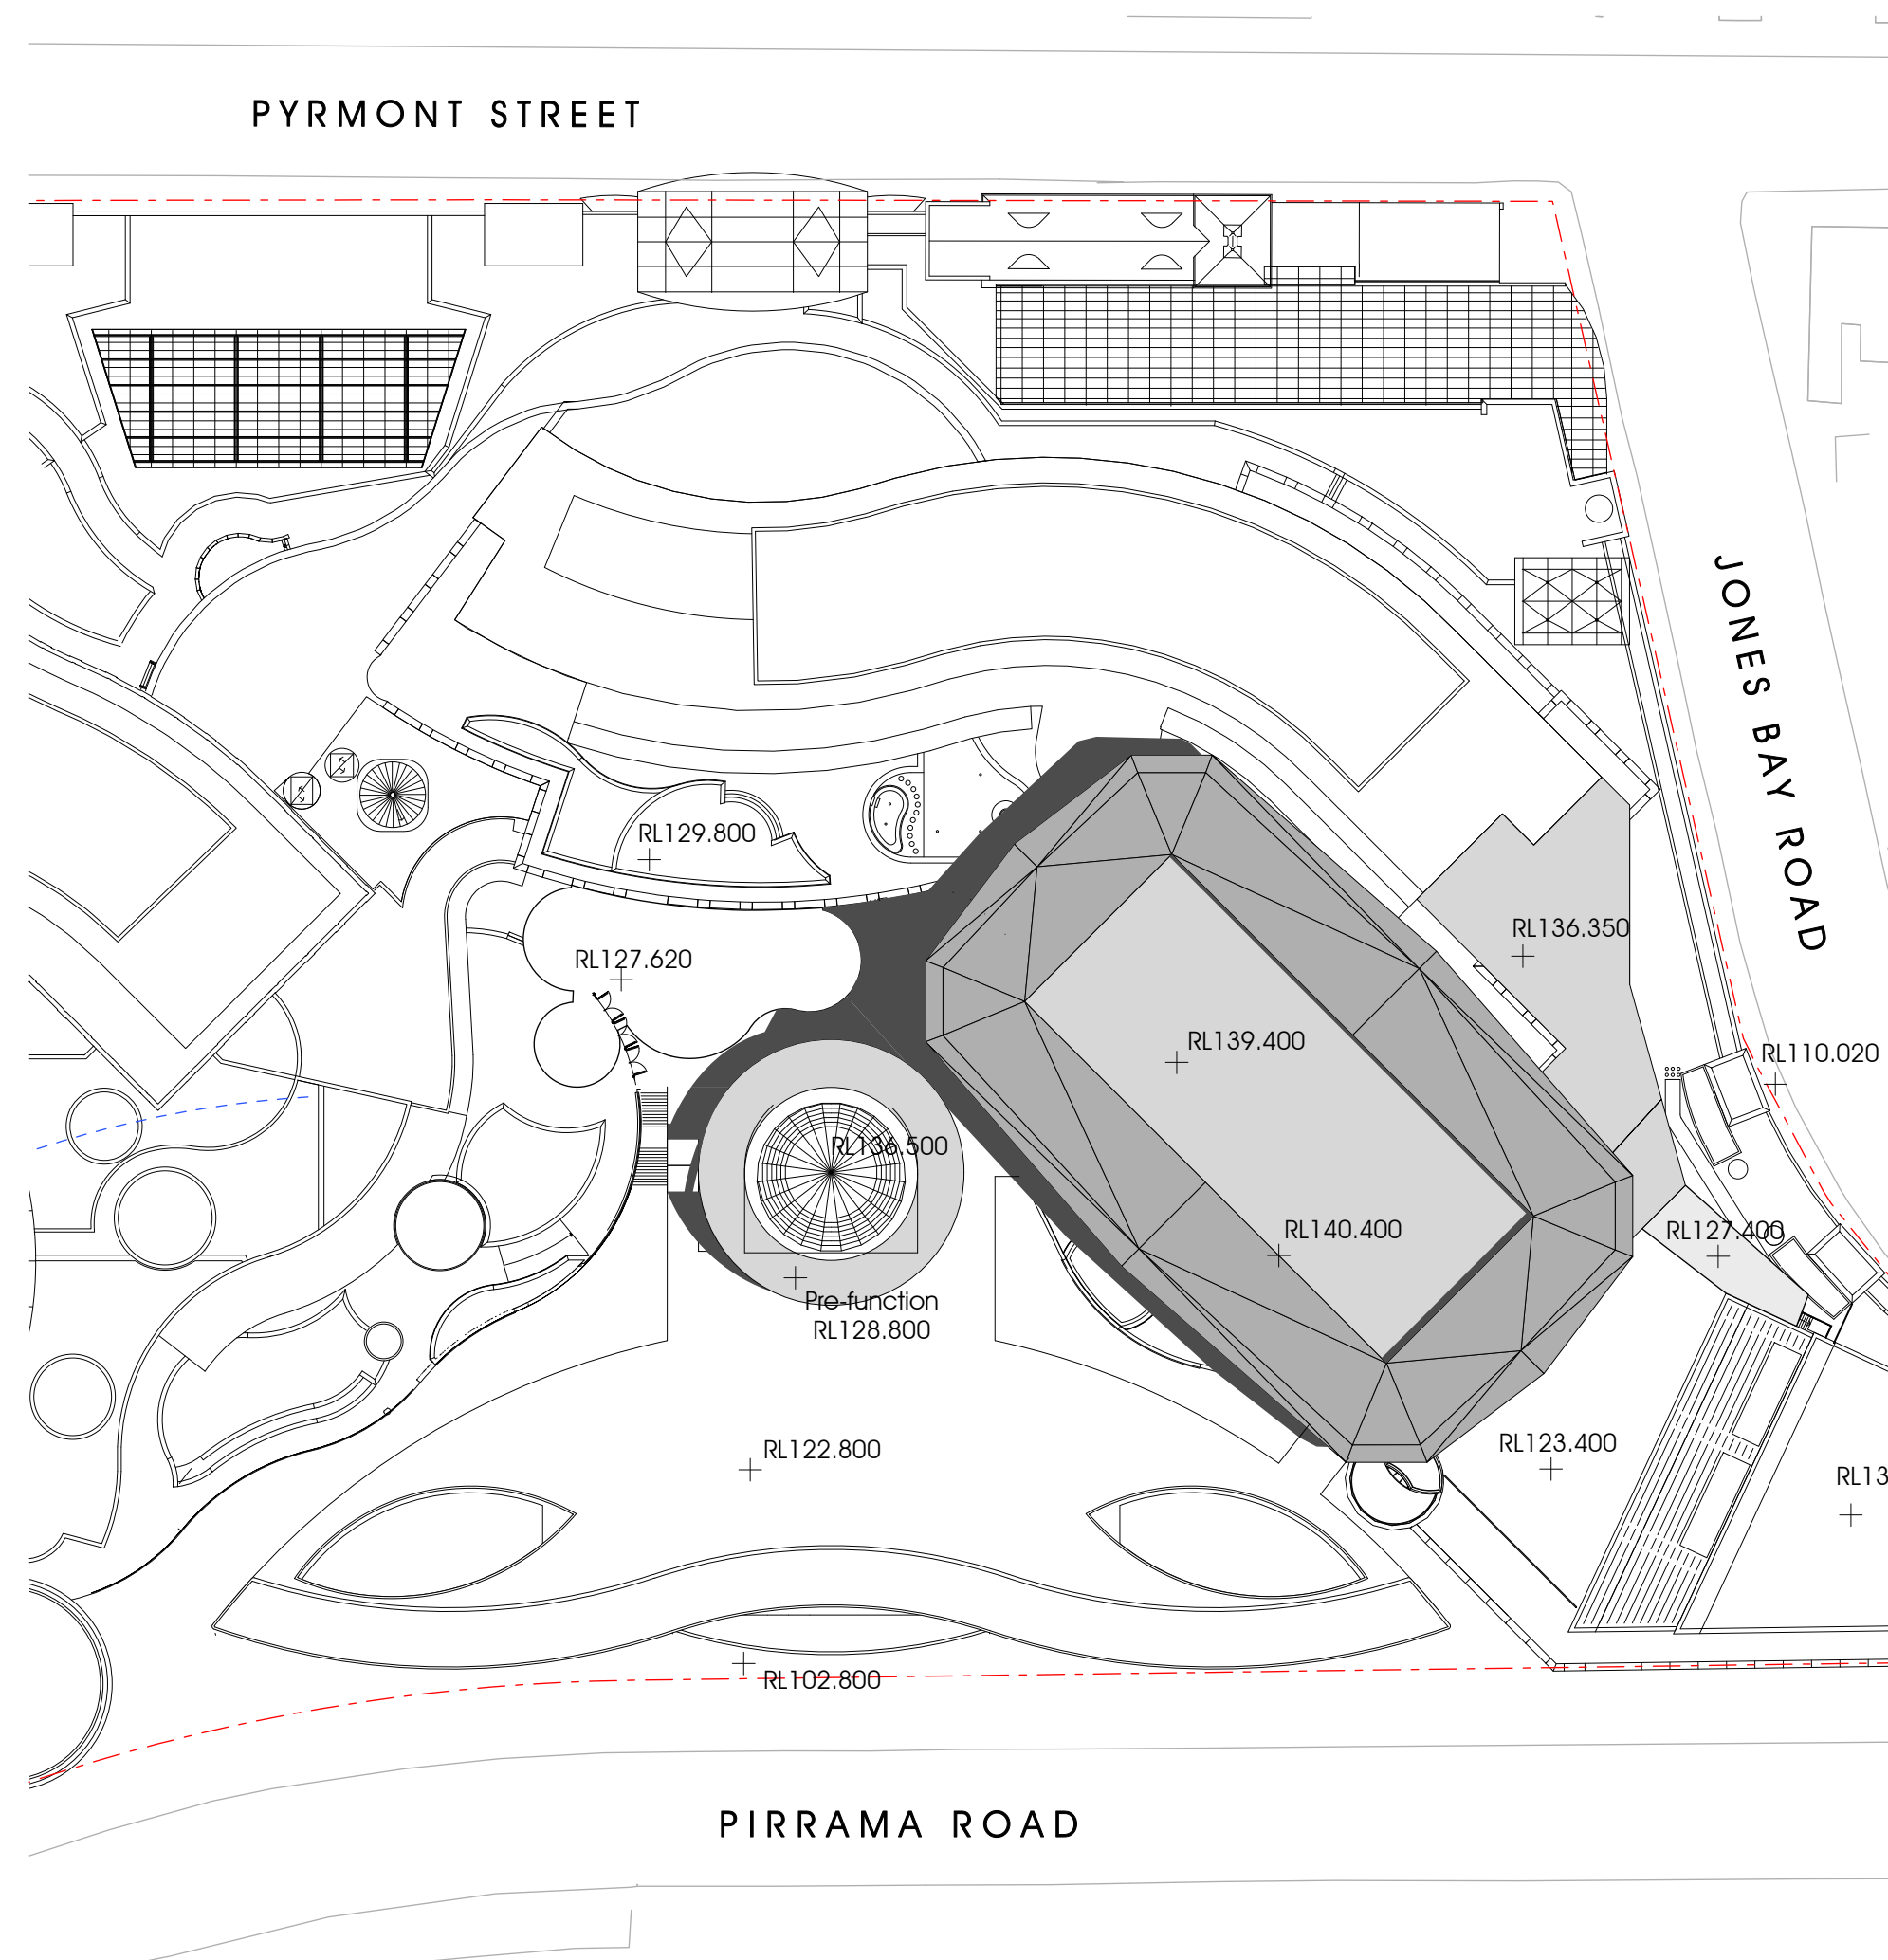 PYRMONT STREET
JONES BAY ROAD
RL129.800
RL136.350
RL127.620
RL139.400
RL110.020
RL136.500
RL140.400
RL127.400
Pre-function
RL128.800
RL122.800
RL123.400
RL13
RL102.800
PIRRAMA ROAD